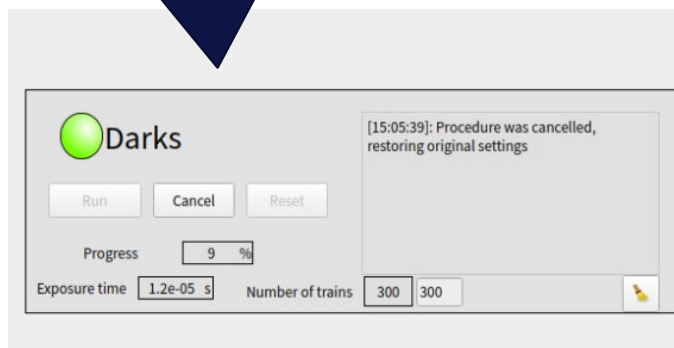 Darks
[15:05:39]: Procedure was cancelled,
restoring original settings
Run Cancel Reset
Progress 9 %
Exposure time 1.2e-05 s Number of trains 300 300